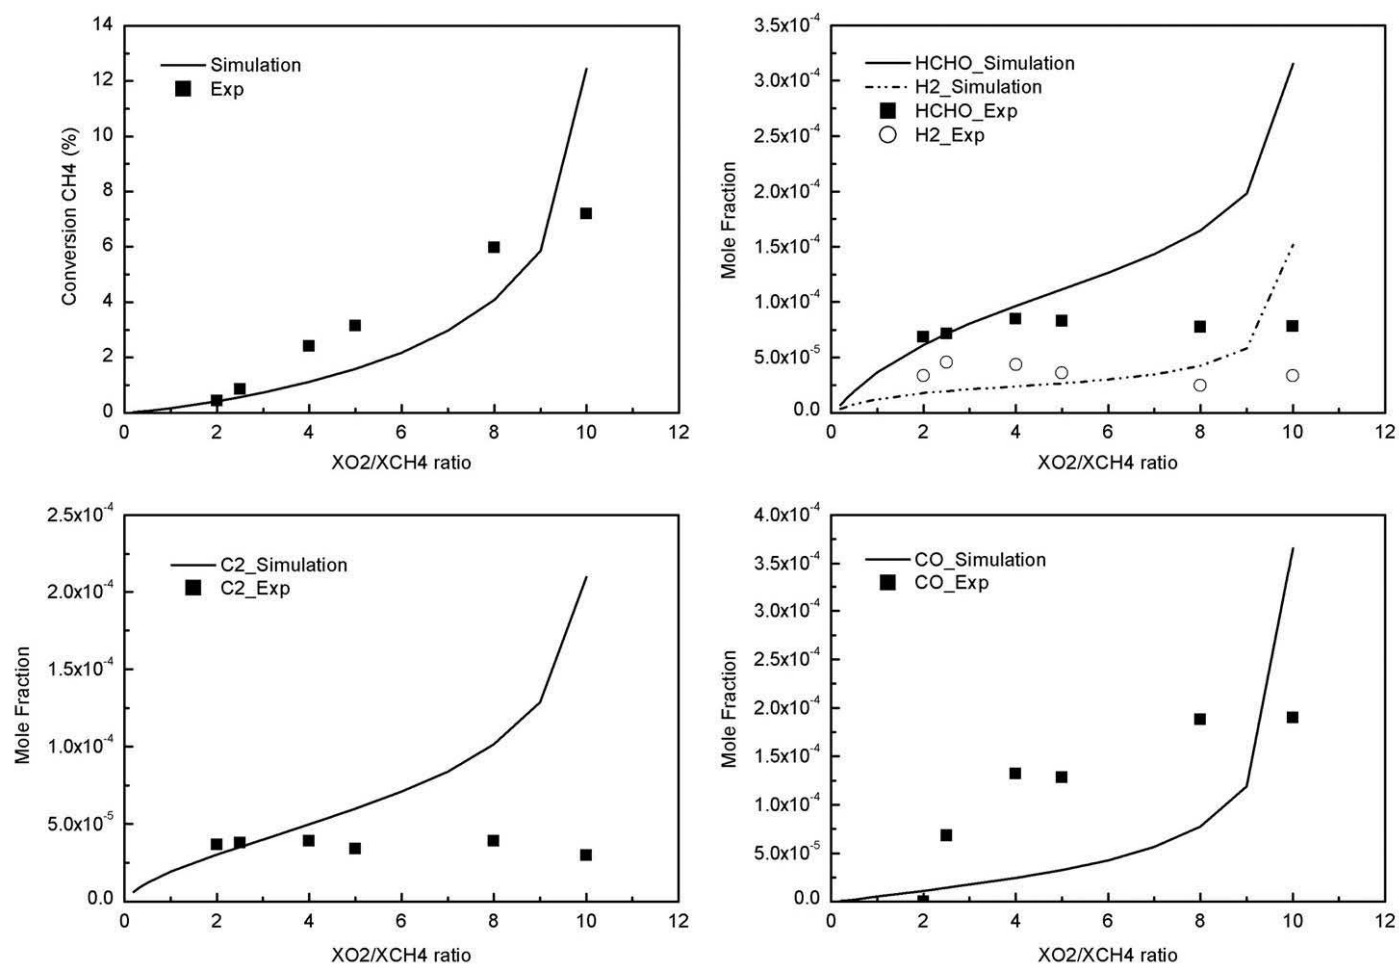 14
12
10
8
6
4
2
0
Conversion CH4 (%)
Simulation
Exp
0 2 4 6 8 10 12
XO2/XCH4 ratio
3.5x10⁻⁴
3.0x10⁻⁴
2.5x10⁻⁴
2.0x10⁻⁴
1.5x10⁻⁴
1.0x10⁻⁴
5.0x10⁻⁵
0.0
Mole Fraction
HCHO_Simulation
H2_Simulation
HCHO_Exp
H2_Exp
0 2 4 6 8 10 12
XO2/XCH4 ratio
2.5x10⁻⁴
2.0x10⁻⁴
1.5x10⁻⁴
1.0x10⁻⁴
5.0x10⁻⁵
0.0
Mole Fraction
C2_Simulation
C2_Exp
0 2 4 6 8 10 12
XO2/XCH4 ratio
4.0x10⁻⁴
3.5x10⁻⁴
3.0x10⁻⁴
2.5x10⁻⁴
2.0x10⁻⁴
1.5x10⁻⁴
1.0x10⁻⁴
5.0x10⁻⁵
0.0
Mole Fraction
CO_Simulation
CO_Exp
0 2 4 6 8 10 12
XO2/XCH4 ratio